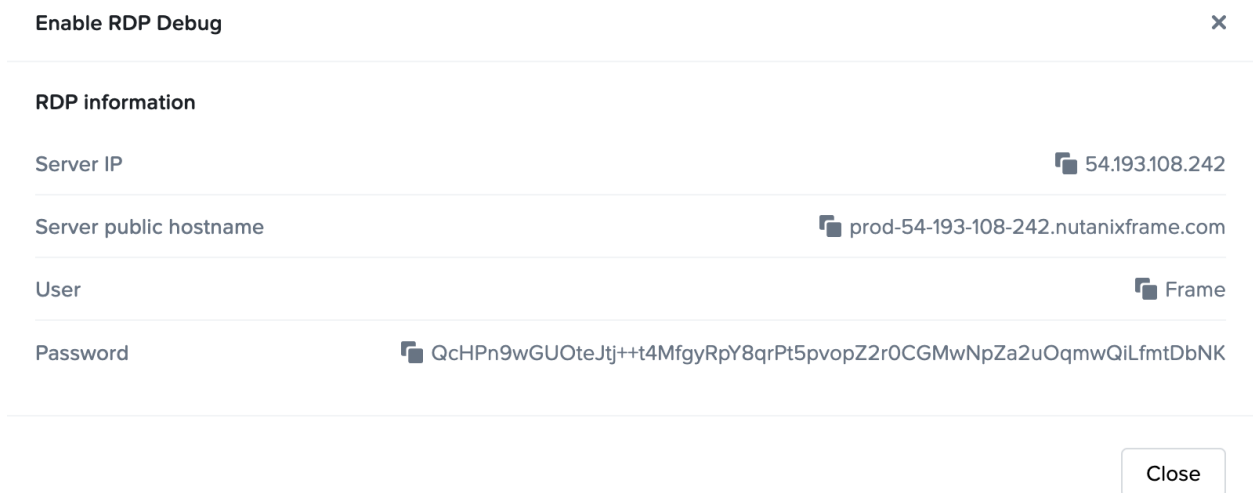 Enable RDP Debug
RDP information
Server IP 54.193.108.242
Server public hostname prod-54-193-108-242.nutanixframe.com
User Frame
Password QcHPn9wGUOteJtj++t4MfgyRpY8qrPt5pvopZ2r0CGMwNpZa2uOqmwQiLfmtDbNK
Close